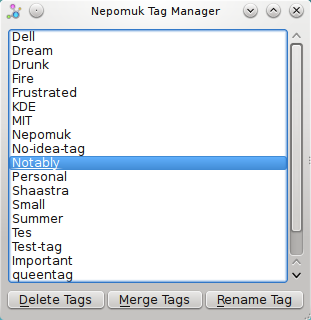 Nepomuk Tag Manager
Dell
Dream
Drunk
Fire
Frustrated
KDE
MIT
Nepomuk
No-idea-tag
Notably
Personal
Shaastra
Small
Summer
Tes
Test-tag
Important
queentag
Delete Tags Merge Tags Rename Tag